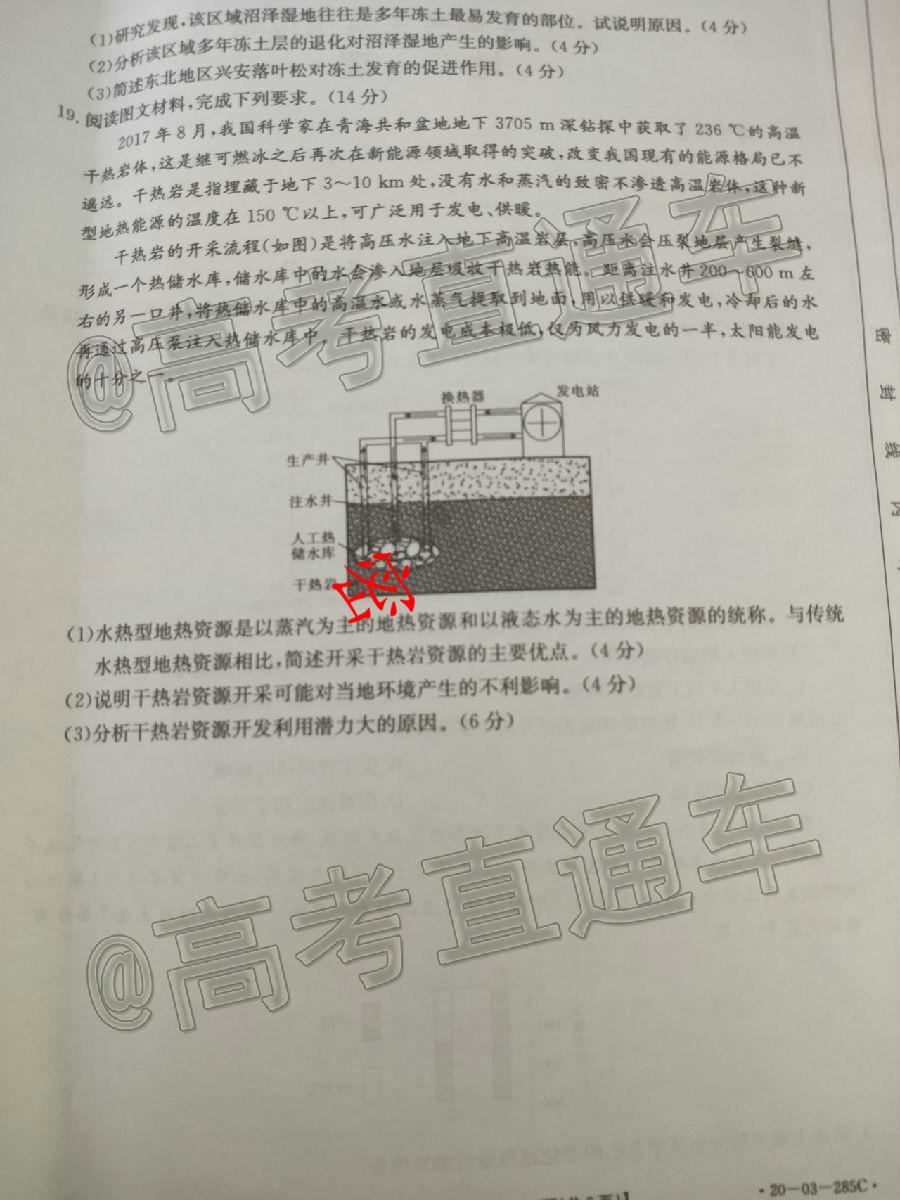 (1)研究发现,该区域沼泽湿地往往是多年冻土最易发育的部位。试说明原因。(4分)
(2)分析该区域多年冻土层的退化对沼泽湿地产生的影响。(4分)
(3)简述东北地区兴安落叶松对冻土发育的促进作用。(4分)
19. 阅读图文材料,完成下列要求。(14分)
2017年8月,我国科学家在青海共和盆地地下3705 m深钻探中获取了236 ℃的高温
干热岩体,这是继可燃冰之后再次在新能源领域取得的突破,改变我国现有的能源格局已不
遥远。干热岩是指埋藏于地下3~10 km处,没有水和蒸汽的致密不渗透高温岩体,这种新
型地热能源的温度在150 ℃以上,可广泛用于发电、供暖。
干热岩的开采流程(如图)是将高压水注入地下高温岩层,高压水会压裂地层产生裂缝,
形成一个热储水库,储水库中的水会渗入地层吸收干热岩热能。距离注水井200~600 m左
右的另一口井,将热储水库中的高温水或水蒸气提取到地面,用以供暖和发电,冷却后的水
再通过高压泵注入热储水库中。干热岩的发电成本极低,仅为风力发电的一半,太阳能发电
的十分之一。
换热器
发电站
生产井
注水井
人工热
储水库
干热岩
密
(1)水热型地热资源是以蒸汽为主的地热资源和以液态水为主的地热资源的统称。与传统
水热型地热资源相比,简述开采干热岩资源的主要优点。(4分)
(2)说明干热岩资源开采可能对当地环境产生的不利影响。(4分)
(3)分析干热岩资源开发利用潜力大的原因。(6分)
@高考直通车
@高考直通车
密
封
线
内
·20-03-285C·